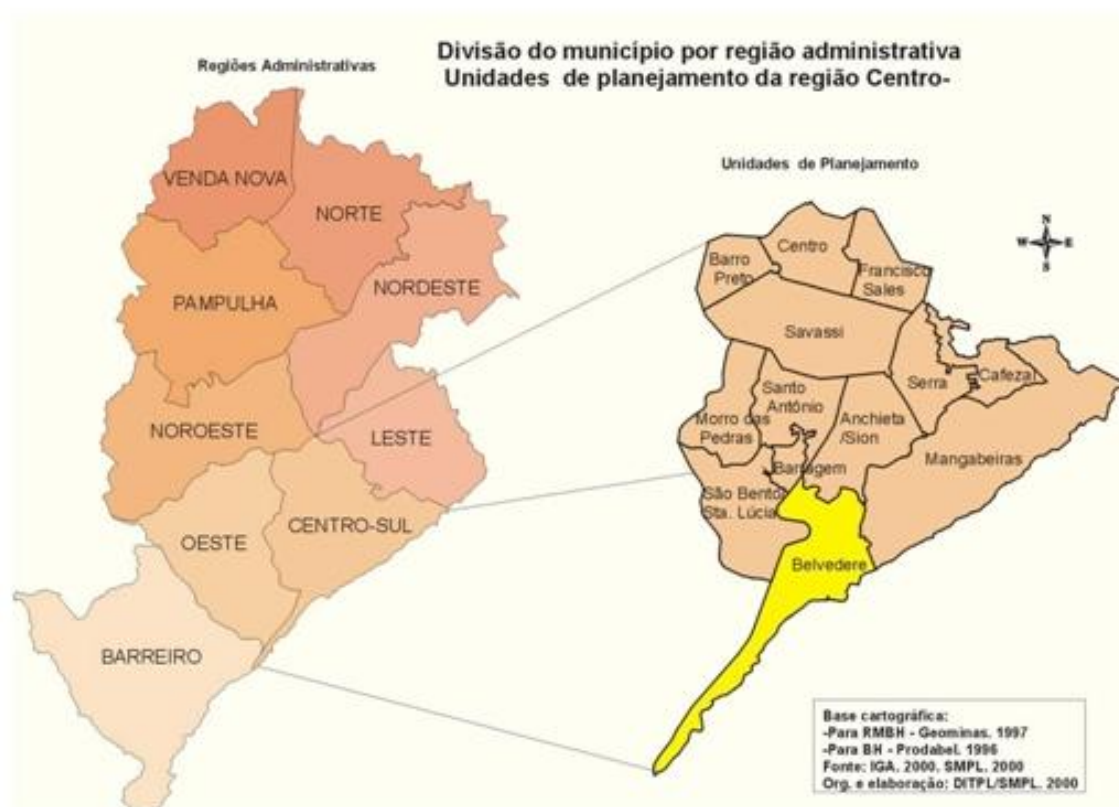 Divisão do município por região administrativa
Unidades de planejamento da região Centro-
Regiões Administrativas
VENDA NOVA
NORTE
NORDESTE
PAMPULHA
NOROESTE
LESTE
CENTRO-SUL
OESTE
BARREIRO
Unidades de Planejamento
N
W
E
S
Centro
Barro
Preto
Francisco
Sales
Savassi
Serra
Cafezal
Santo
Antônio
Morro das
Pedras
Anchieta
/Sion
Mangabeiras
Barragem
São Bento/
Sta. Lúcia
Belvedere
Base cartográfica:
-Para RMBH - Geominas. 1997
-Para BH - Prodabel. 1996
Fonte: IGA. 2000. SMPL. 2000
Org. e elaboração: DITPL/SMPL. 2000